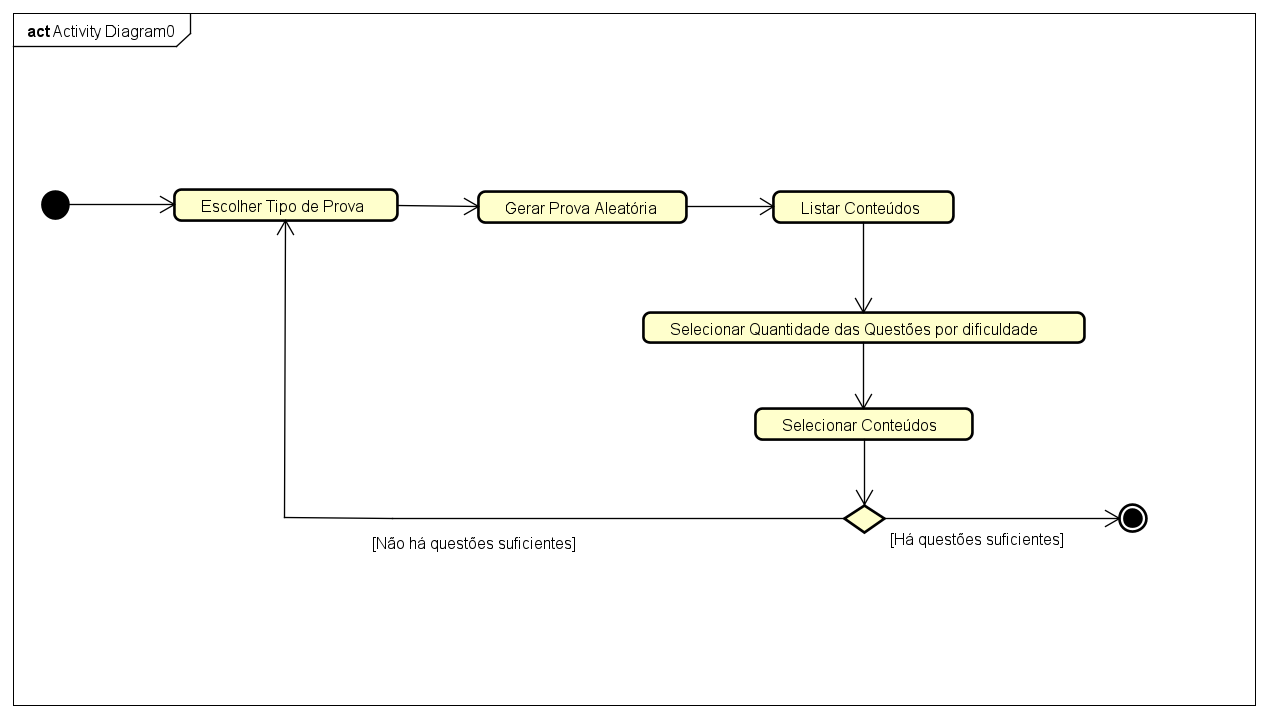 act Activity Diagram0
Escolher Tipo de Prova
Gerar Prova Aleatória
Listar Conteúdos
Selecionar Quantidade das Questões por dificuldade
Selecionar Conteúdos
[Não há questões suficientes]
[Há questões suficientes]